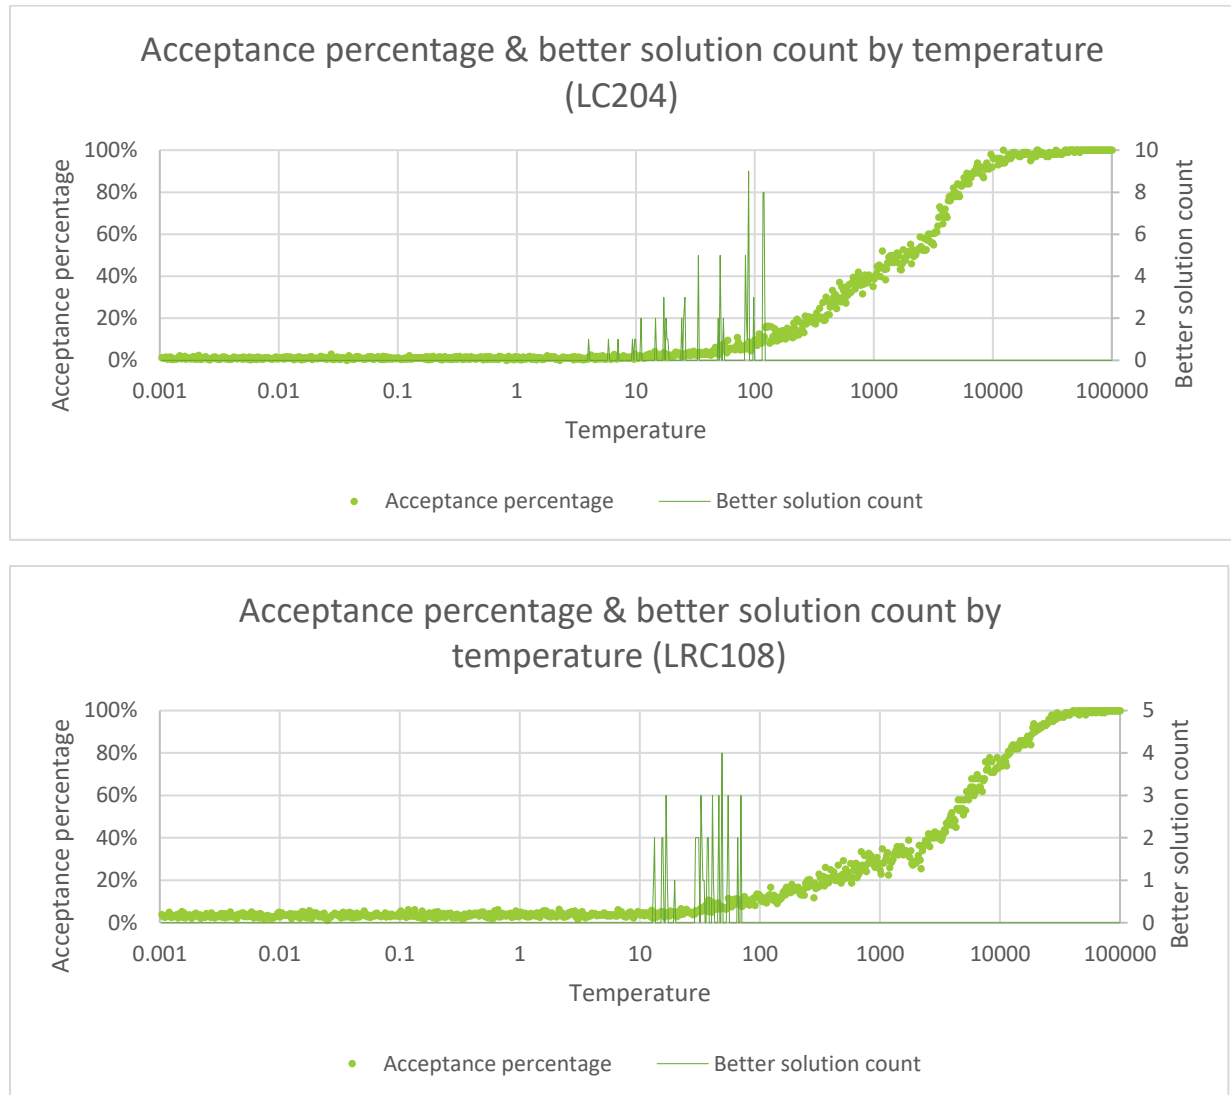 Acceptance percentage & better solution count by temperature
(LC204)
Acceptance percentage
100%
80%
60%
40%
20%
0%
10
8
6
4
2
0
Better solution count
0.001 0.01 0.1 1 10 100 1000 10000 100000
Temperature
Acceptance percentage Better solution count
Acceptance percentage & better solution count by
temperature (LRC108)
Acceptance percentage
100%
80%
60%
40%
20%
0%
5
4
3
2
1
0
Better solution count
0.001 0.01 0.1 1 10 100 1000 10000 100000
Temperature
Acceptance percentage Better solution count